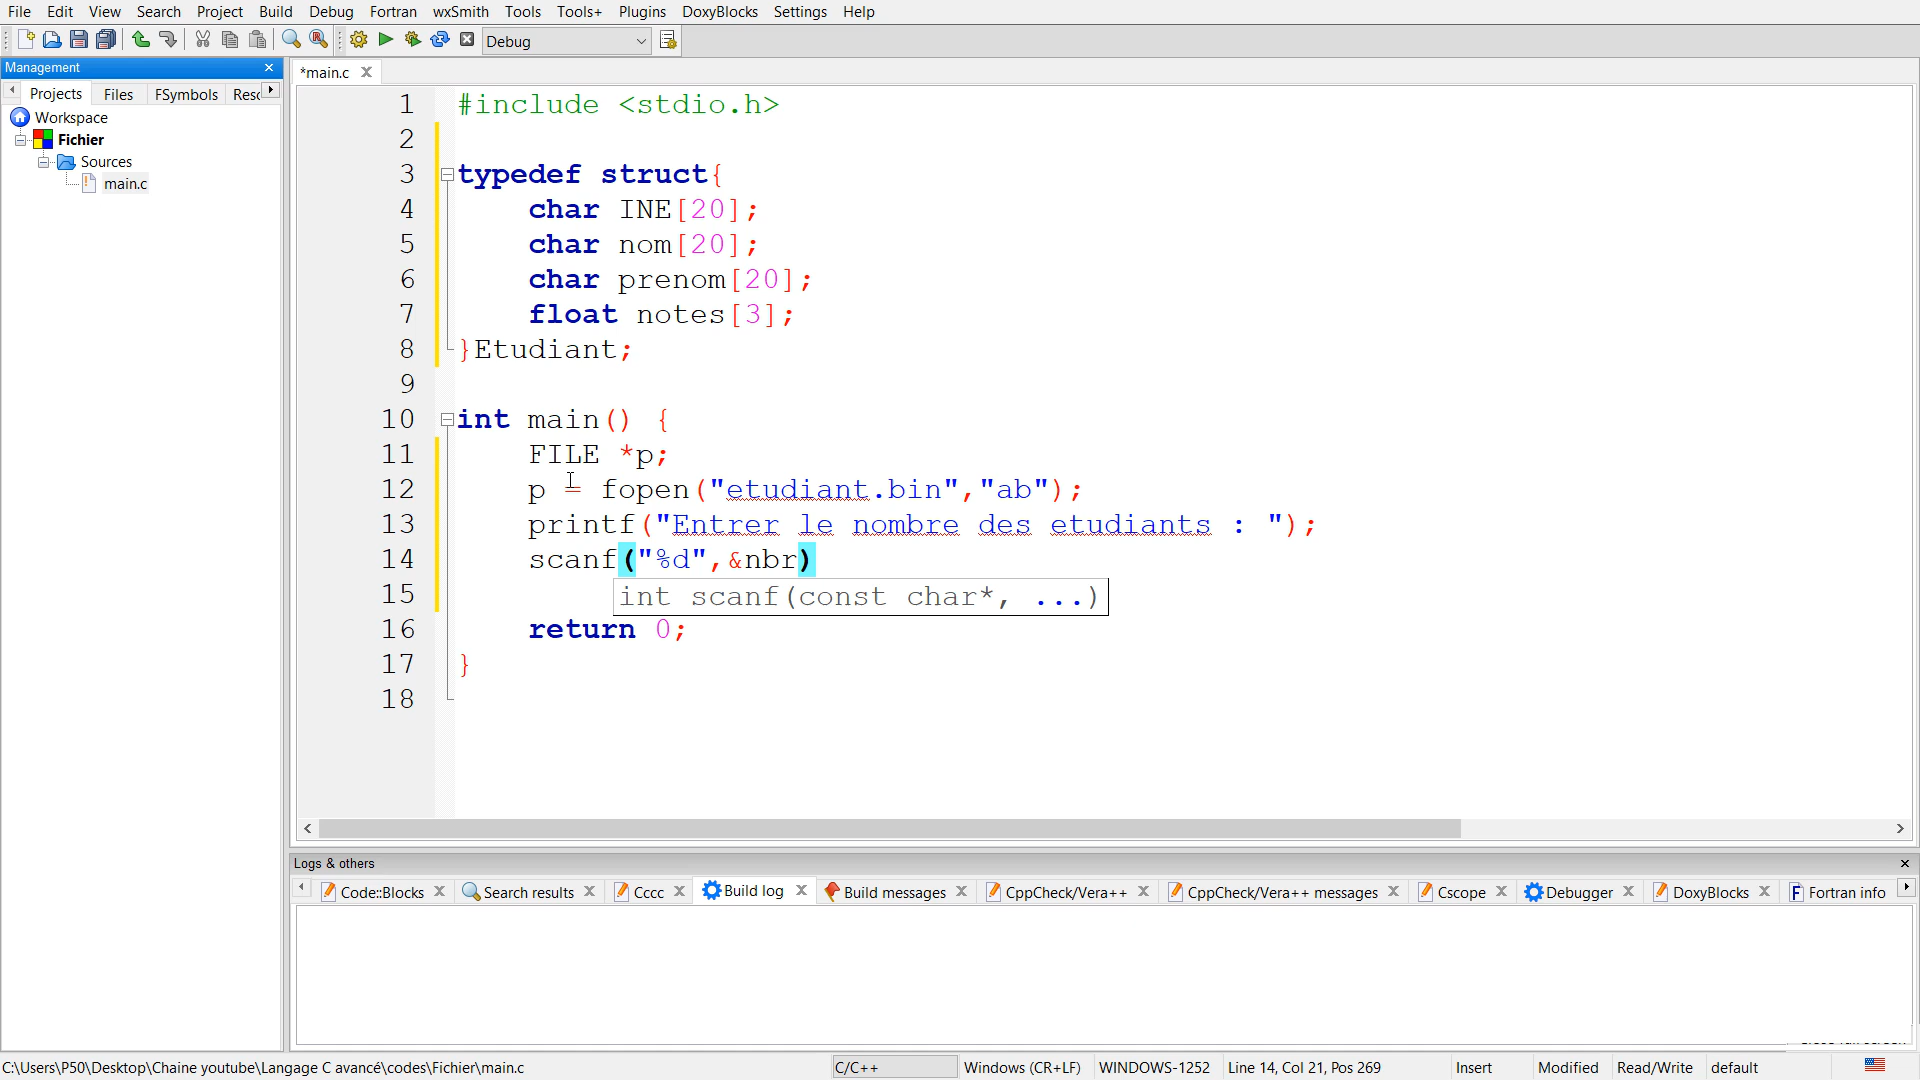 File Edit View Search Project Build Debug Fortran wxSmith Tools Tools+ Plugins DoxyBlocks Settings Help
Debug
Management
*main.c
Projects Files FSymbols Resc
Workspace
Fichier
Sources
main.c
1 #include <stdio.h>
2
3 typedef struct{
4 char INE[20];
5 char nom[20];
6 char prenom[20];
7 float notes[3];
8 }Etudiant;
9
10 int main() {
11 FILE *p;
12 p = fopen("etudiant.bin","ab");
13 printf("Entrer le nombre des etudiants : ");
14 scanf("%d",&nbr)
15 int scanf(const char*, ...)
16 return 0;
17 }
18
Logs & others
Code::Blocks Search results Cccc Build log Build messages CppCheck/Vera++ CppCheck/Vera++ messages Cscope Debugger DoxyBlocks Fortran info
C:\Users\P50\Desktop\Chaine youtube\Langage C avancé\codes\Fichier\main.c C/C++ Windows (CR+LF) WINDOWS-1252 Line 14, Col 21, Pos 269 Insert Modified Read/Write default